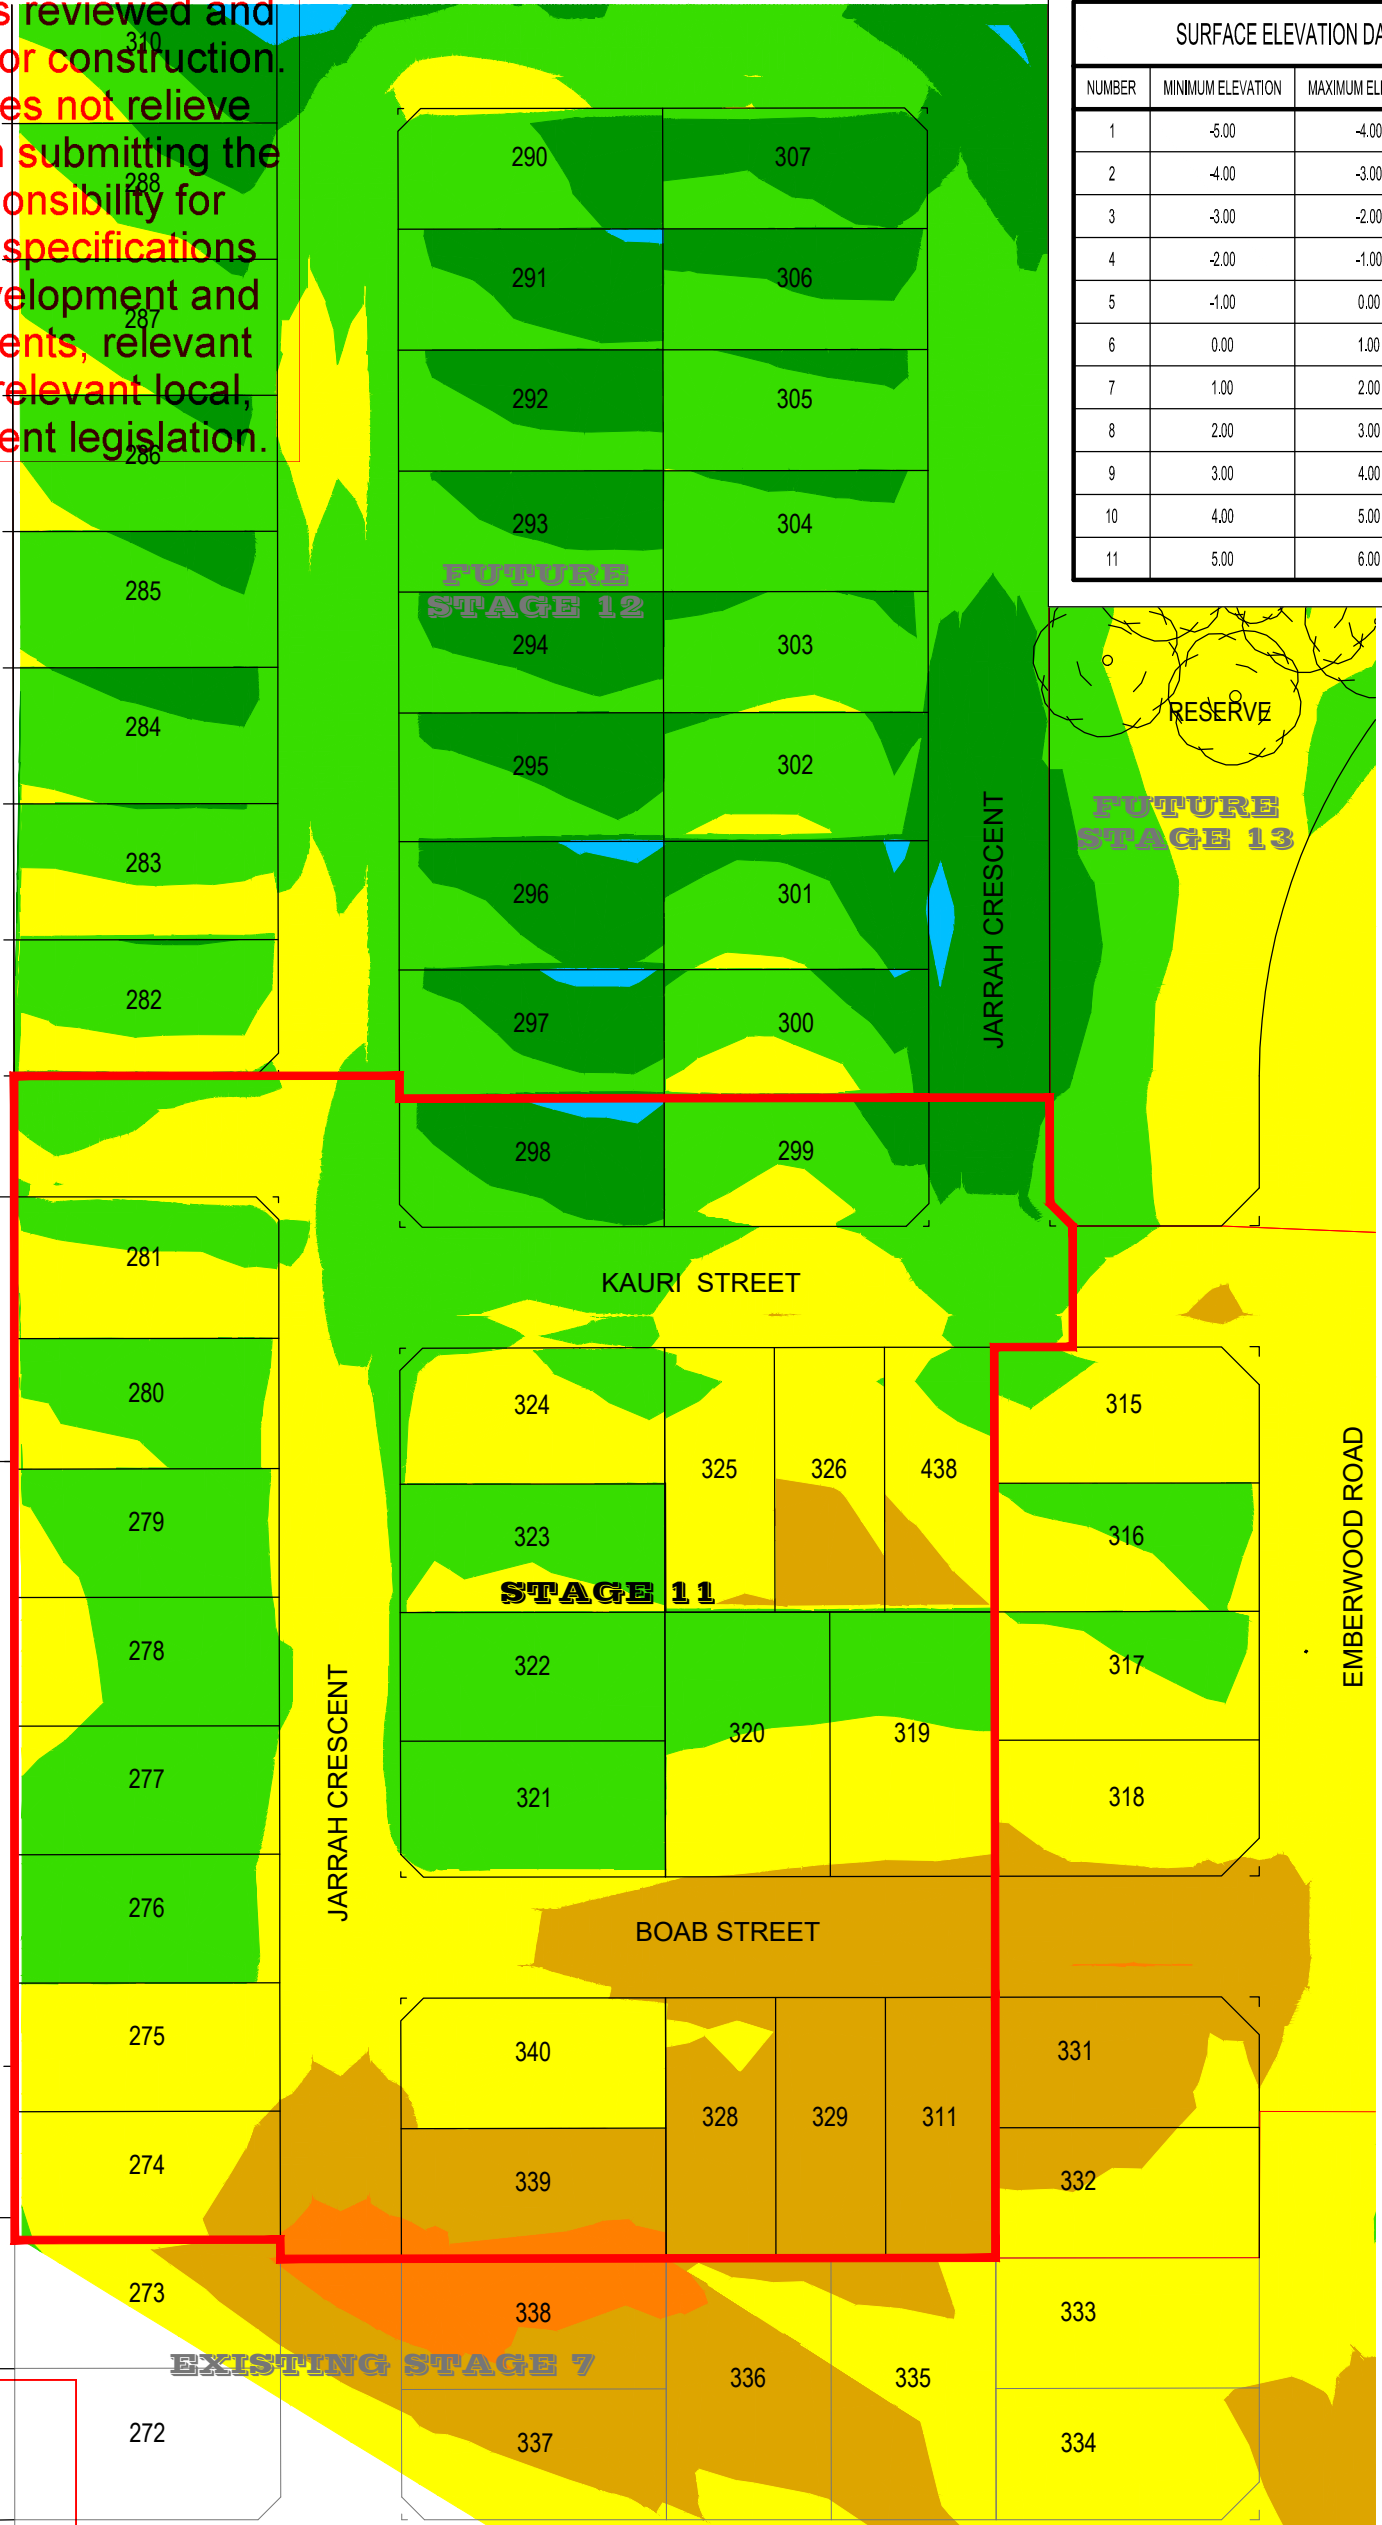 s reviewed and
or construction.
es not relieve
n submitting the
onsibility for
specifications
velopment and
ents, relevant
relevant local,
ent legislation.
SURFACE ELEVATION DA
NUMBER MINIMUM ELEVATION MAXIMUM ELE
1 -5.00 -4.00
2 -4.00 -3.00
3 -3.00 -2.00
4 -2.00 -1.00
5 -1.00 0.00
6 0.00 1.00
7 1.00 2.00
8 2.00 3.00
9 3.00 4.00
10 4.00 5.00
11 5.00 6.00
310
288
287
286
285
284
283
282
290 307
291 306
292 305
293 304
FUTURE
STAGE 12
294 303
295 302
296 301
297 300
298 299
JARRAH CRESCENT
RESERVE
FUTURE
STAGE 13
KAURI STREET
281
280
279
278
277
276
275
274
JARRAH CRESCENT
324
325 326 438
323
STAGE 11
322
320 319
321
315
316
317
318
EMBERWOOD ROAD
BOAB STREET
340
328 329 311
339
331
332
273
338
333
EXISTING STAGE 7
336 335
272
337
334